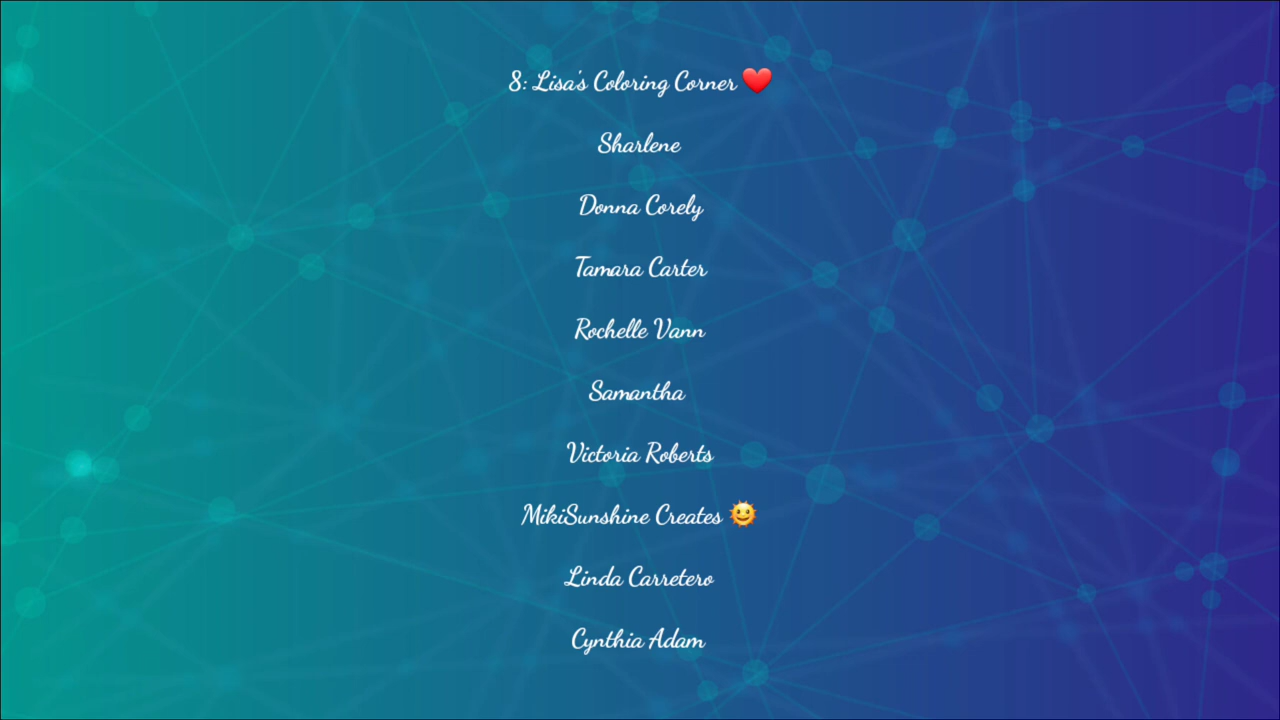 8: Lisa's Coloring Corner ❤️
Sharlene
Donna Corely
Tamara Carter
Rochelle Vann
Samantha
Victoria Roberts
MikiSunshine Creates 🌞
Linda Carretero
Cynthia Adam